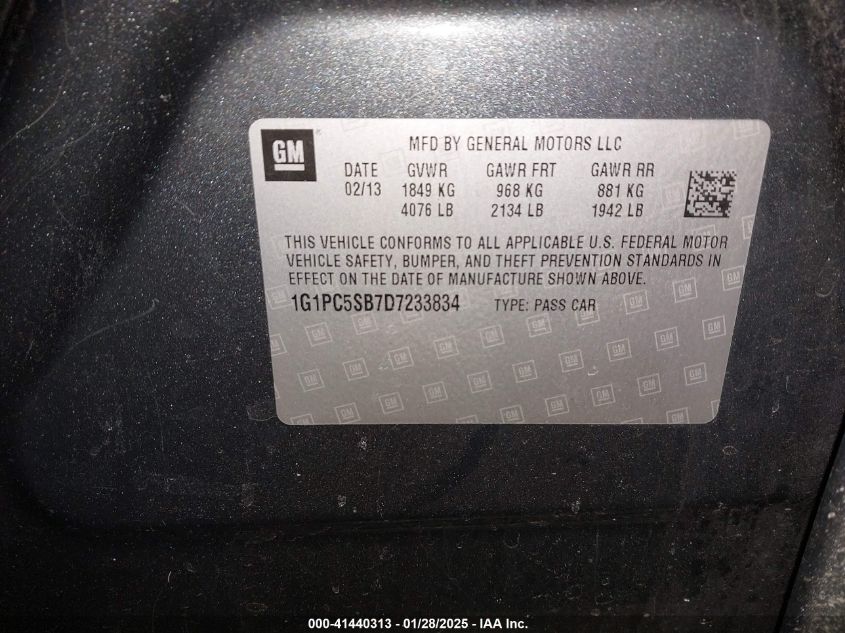 GM
MFD BY GENERAL MOTORS LLC
DATE GVWR GAWR FRT GAWR RR
02/13 1849 KG 968 KG 881 KG
4076 LB 2134 LB 1942 LB
THIS VEHICLE CONFORMS TO ALL APPLICABLE U.S. FEDERAL MOTOR
VEHICLE SAFETY, BUMPER, AND THEFT PREVENTION STANDARDS IN
EFFECT ON THE DATE OF MANUFACTURE SHOWN ABOVE.
1G1PC5SB7D7233834 TYPE: PASS CAR
000-41440313 - 01/28/2025 - IAA Inc.